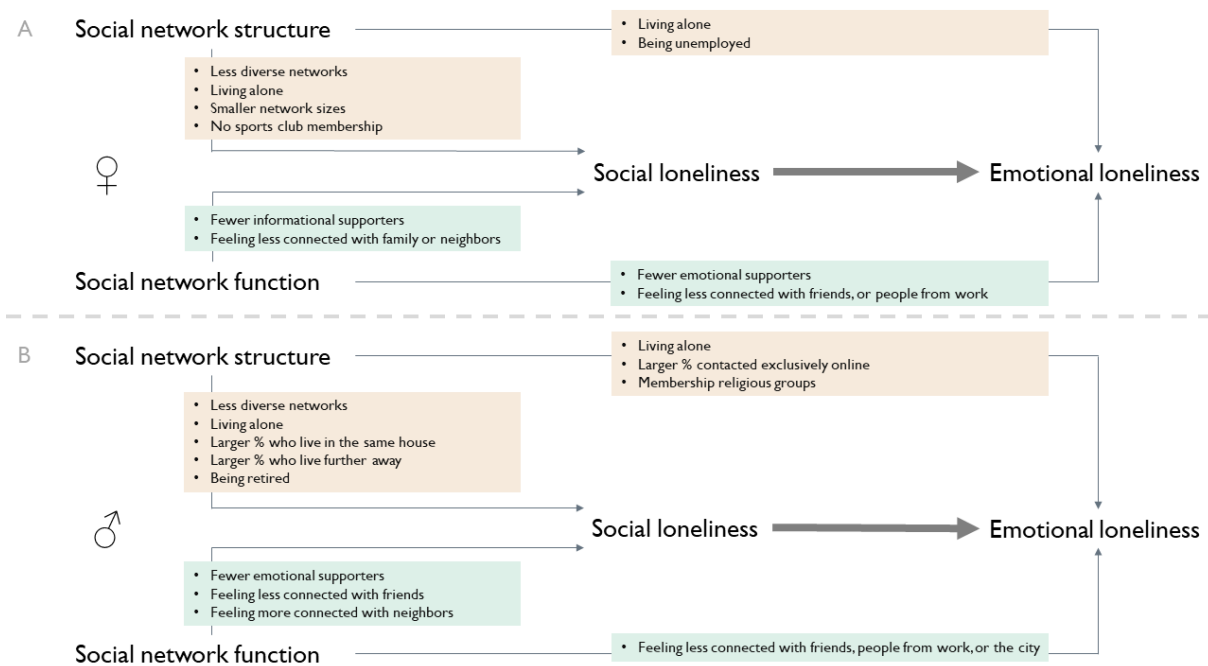 A
Social network structure
• Living alone
• Being unemployed
• Less diverse networks
• Living alone
• Smaller network sizes
• No sports club membership
Social loneliness
Emotional loneliness
• Fewer informational supporters
• Feeling less connected with family or neighbors
Social network function
• Fewer emotional supporters
• Feeling less connected with friends, or people from work
B
Social network structure
• Living alone
• Larger % contacted exclusively online
• Membership religious groups
• Less diverse networks
• Living alone
• Larger % who live in the same house
• Larger % who live further away
• Being retired
Social loneliness
Emotional loneliness
• Fewer emotional supporters
• Feeling less connected with friends
• Feeling more connected with neighbors
Social network function
• Feeling less connected with friends, people from work, or the city